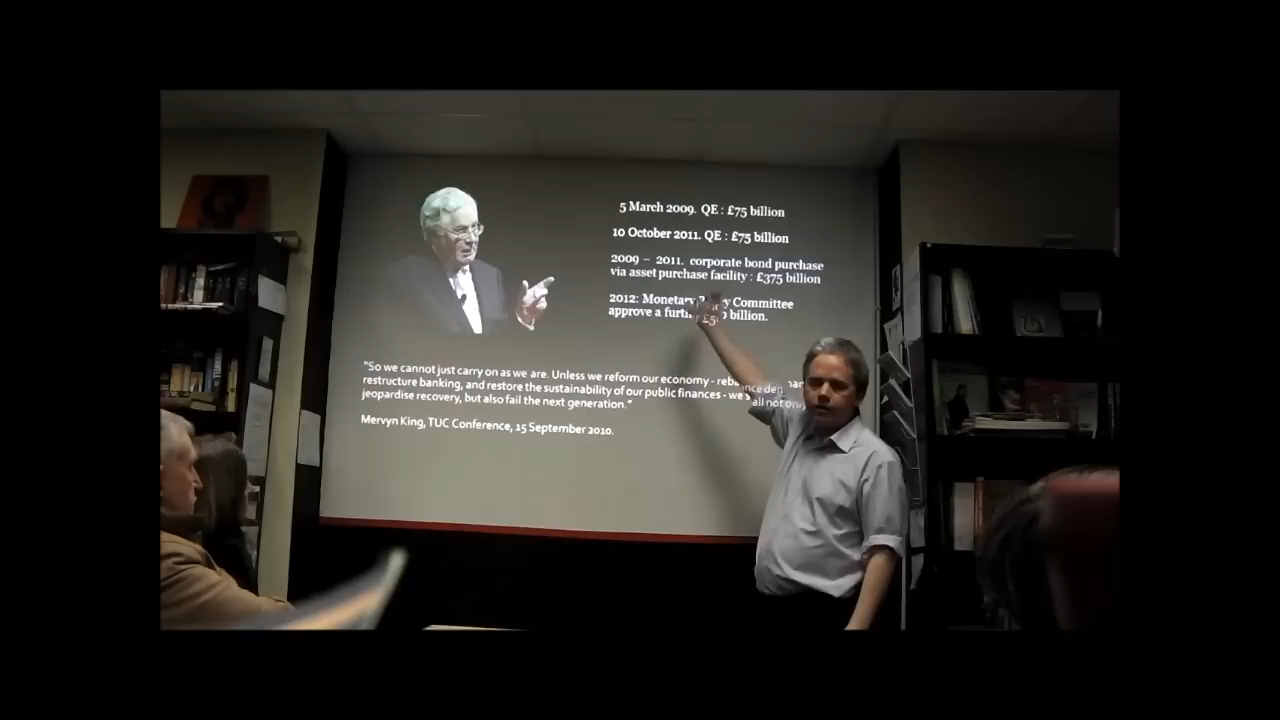 5 March 2009. QE : £75 billion
10 October 2011. QE : £75 billion
2009 – 2011. corporate bond purchase
via asset purchase facility : £375 billion
2012: Monetary Policy Committee
approve a billion.
"So we cannot just carry on as we are. Unless we reform our economy -
restructure banking, and restore the sustainability of our public finances - we
jeopardise recovery, but also fail the next generation."
Mervyn King, TUC Conference, 15 September 2010.